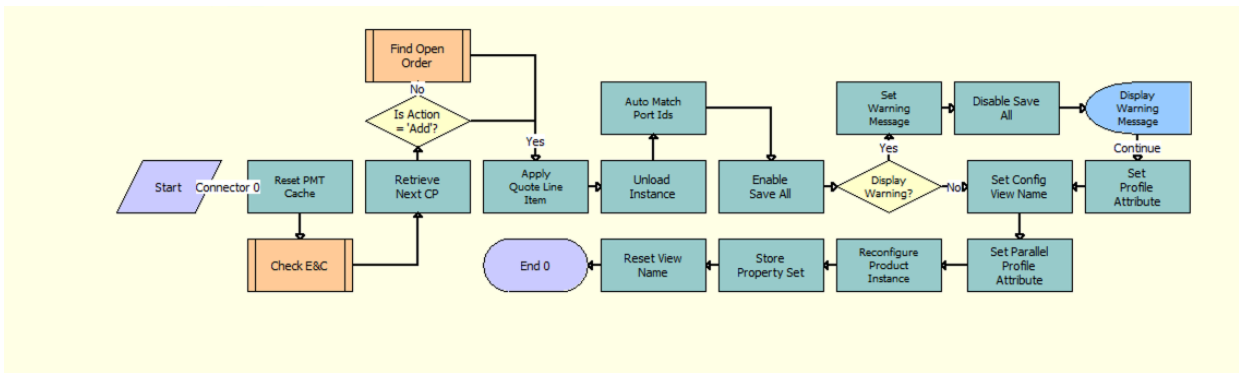 Start
Connector 0
Reset PMT
Cache
Check E&C
Retrieve
Next CP
Is Action
= 'Add'?
No
Find Open
Order
Yes
Apply
Quote Line
Item
Unload
Instance
Auto Match
Port Ids
Enable
Save All
Display
Warning?
Yes
Set
Warning
Message
Disable Save
All
Display
Warning
Message
Continue
Set
Profile
Attribute
No
Set Config
View Name
Set Parallel
Profile
Attribute
Reconfigure
Product
Instance
Store
Property Set
Reset View
Name
End 0